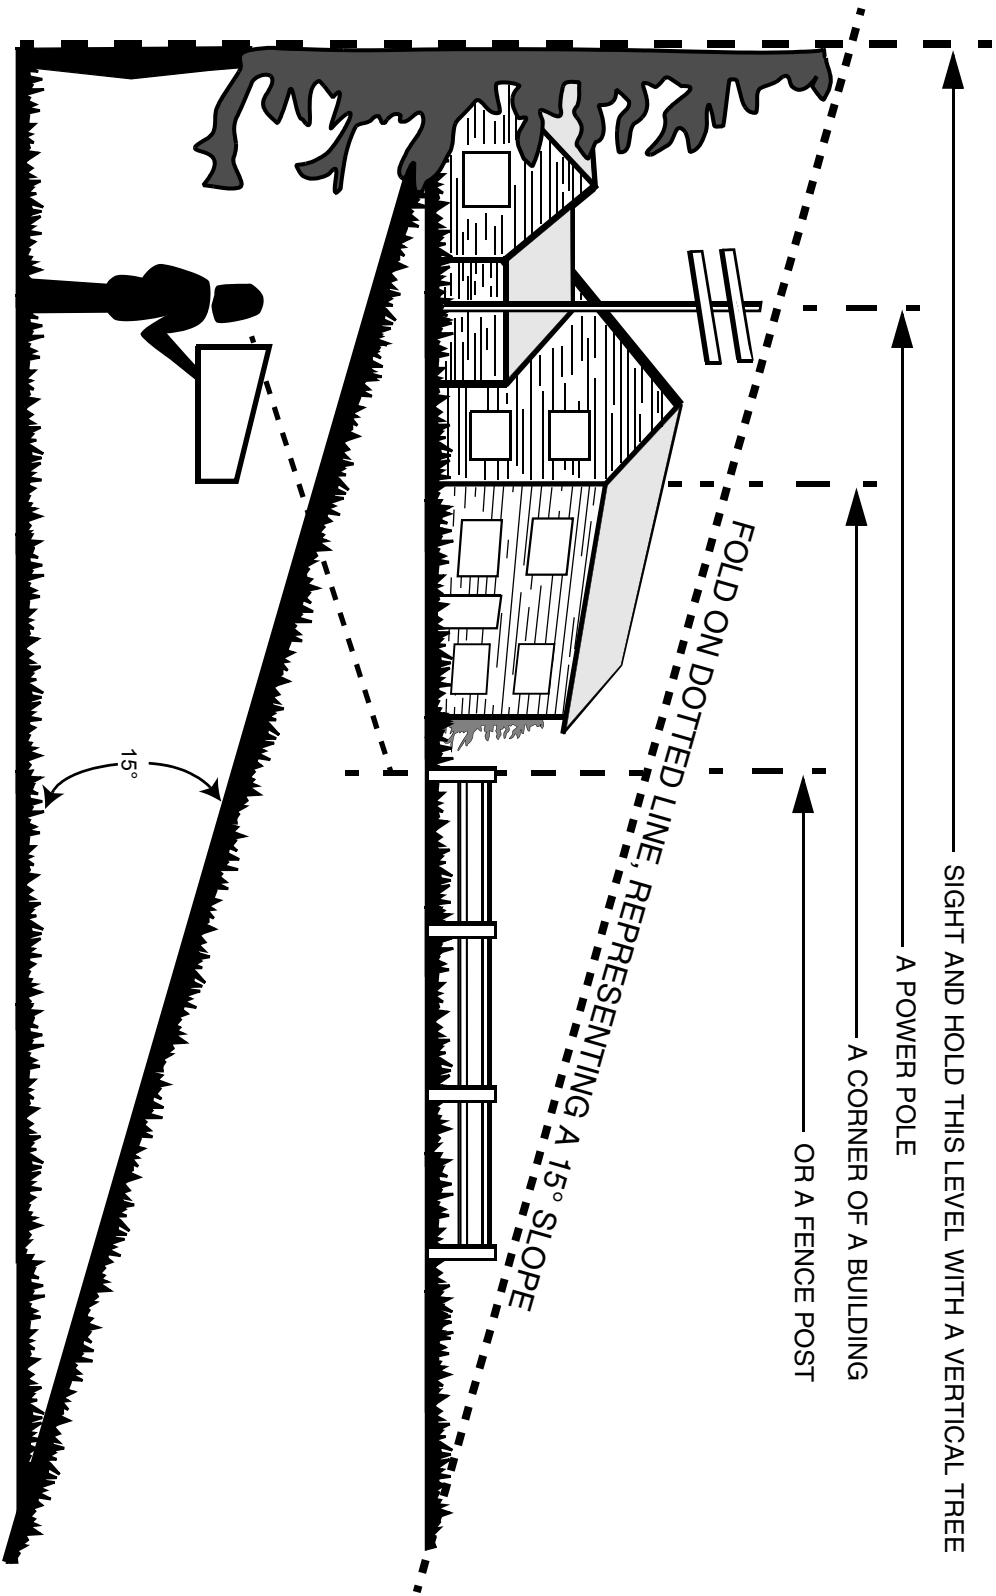 SIGHT AND HOLD THIS LEVEL WITH A VERTICAL TREE
A POWER POLE
A CORNER OF A BUILDING
OR A FENCE POST
FOLD ON DOTTED LINE, REPRESENTING A 15° SLOPE
15°